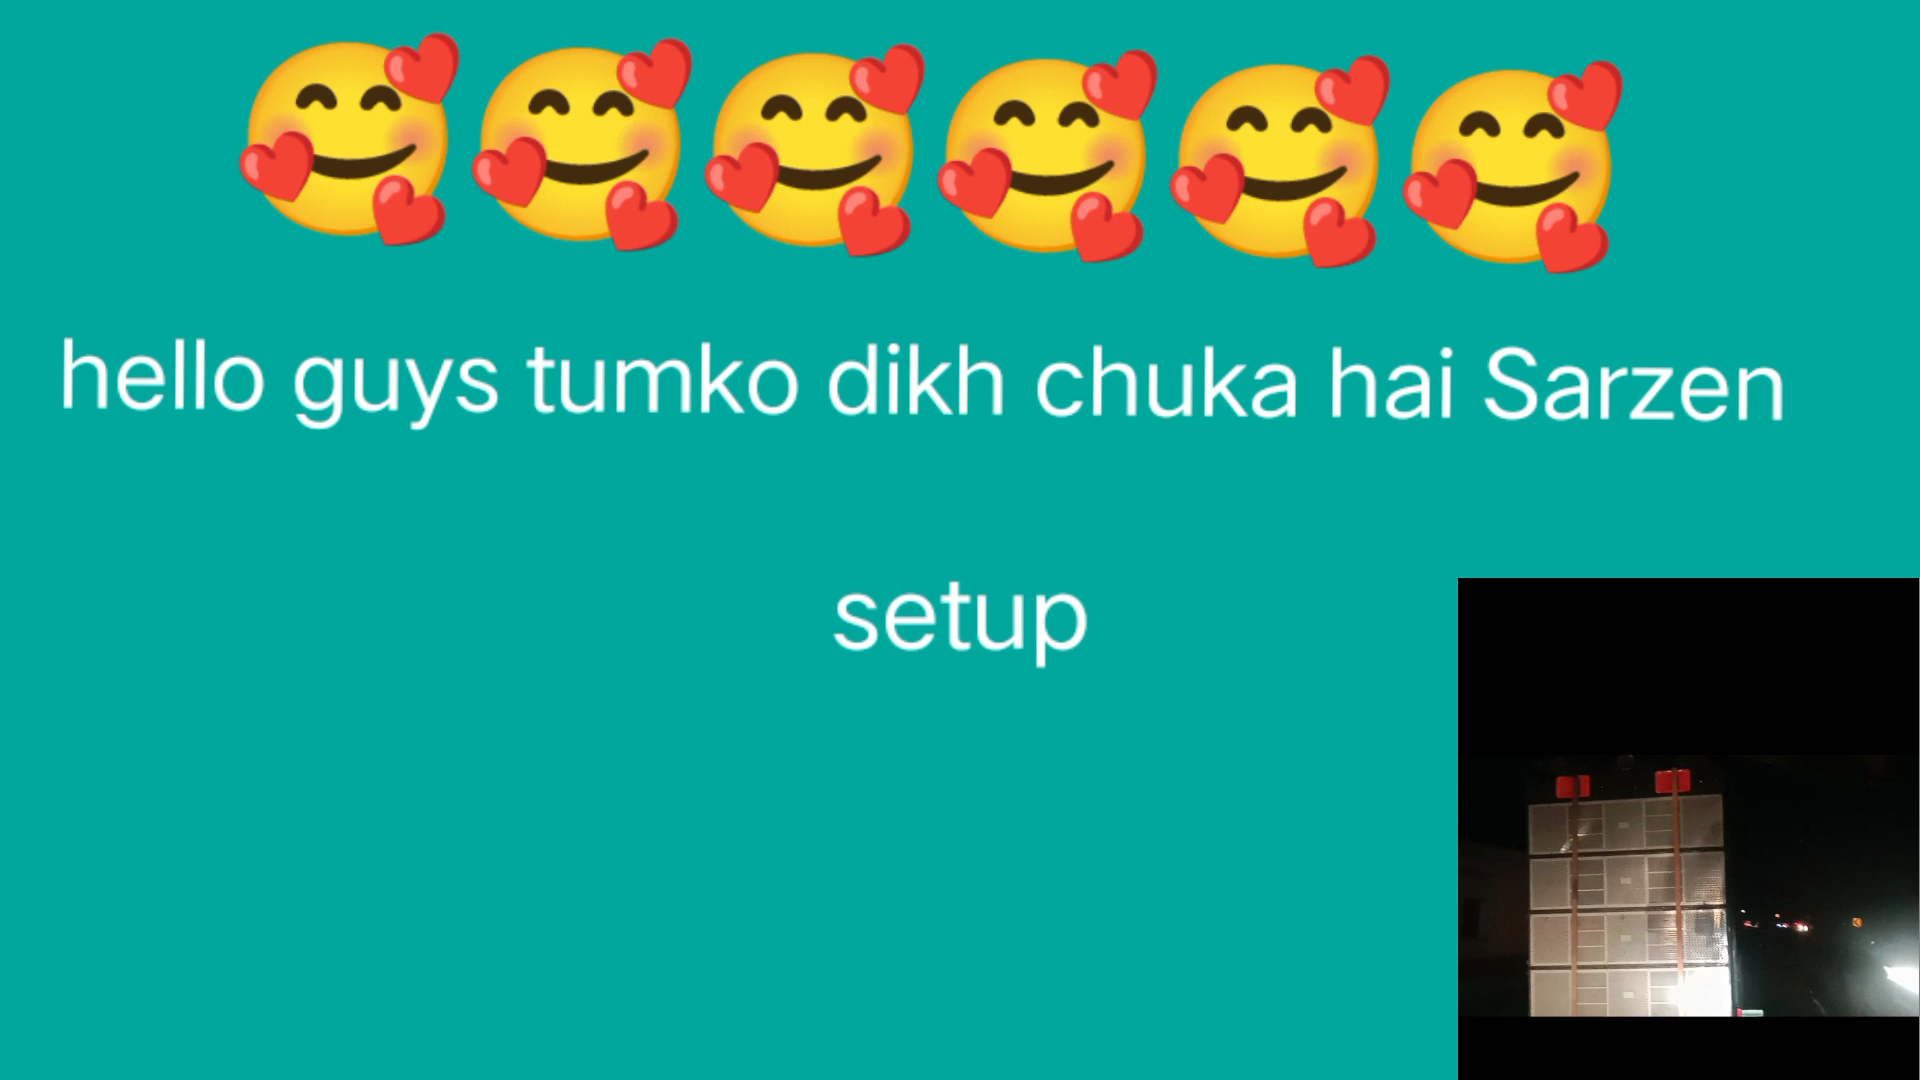 🥰🥰🥰🥰🥰🥰
hello guys tumko dikh chuka hai Sarzen
setup